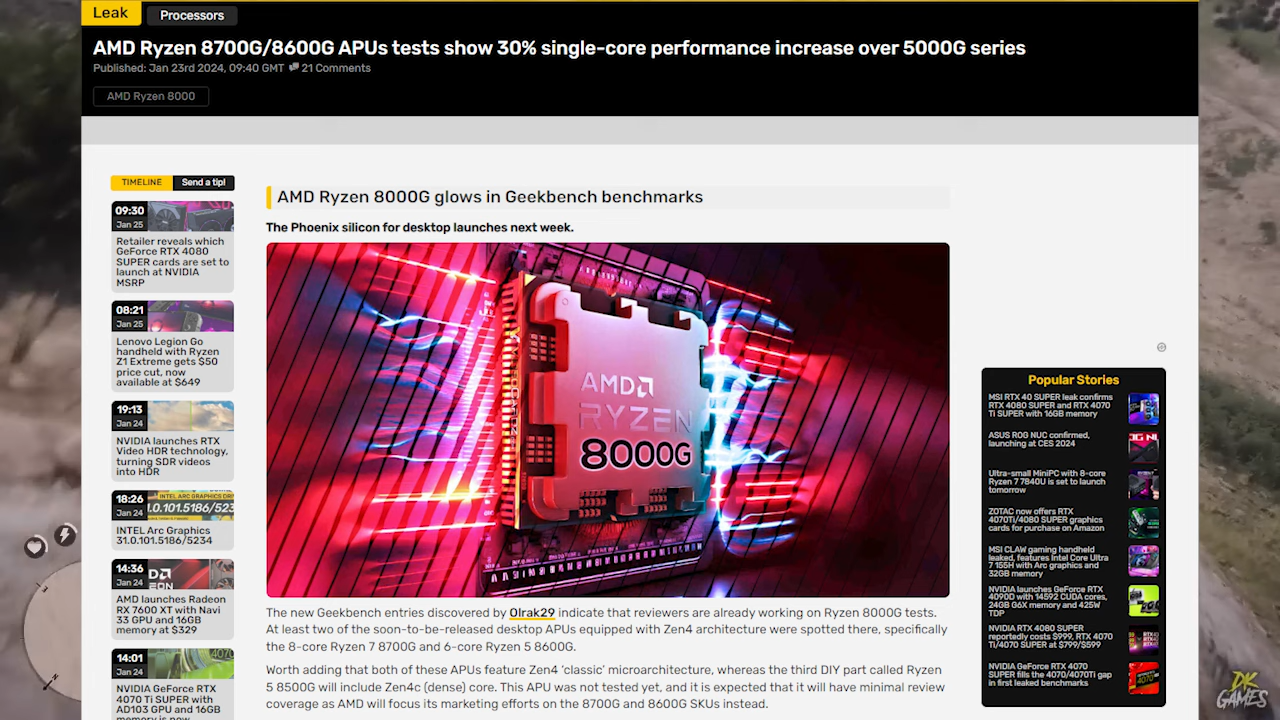 Leak
Processors
AMD Ryzen 8700G/8600G APUs tests show 30% single-core performance increase over 5000G series
Published: Jan 23rd 2024, 09:40 GMT 21 Comments
AMD Ryzen 8000
TIMELINE
Send a tip!
09:30
Jan 25
Retailer reveals which
GeForce RTX 4080
SUPER cards are set to
launch at NVIDIA
MSRP
08:21
Jan 25
Lenovo Legion Go
handheld with Ryzen
Z1 Extreme gets $50
price cut, now
available at $649
19:13
Jan 24
NVIDIA launches RTX
Video HDR technology,
turning SDR videos
into HDR
18:26
Jan 24
INTEL ARC GRAPHICS
.0.101.5186/523
INTEL Arc Graphics
31.0.101.5186/5234
14:36
Jan 24
AMD launches Radeon
RX 7600 XT with Navi
33 GPU and 16GB
memory at $329
14:01
Jan 24
NVIDIA GeForce RTX
4070 Ti SUPER with
AD103 GPU and 16GB
memory is now
AMD Ryzen 8000G glows in Geekbench benchmarks
The Phoenix silicon for desktop launches next week.
AMD
RYZEN
8000G
The new Geekbench entries discovered by Olrak29 indicate that reviewers are already working on Ryzen 8000G tests.
At least two of the soon-to-be-released desktop APUs equipped with Zen4 architecture were spotted there, specifically
the 8-core Ryzen 7 8700G and 6-core Ryzen 5 8600G.
Worth adding that both of these APUs feature Zen4 ‘classic’ microarchitecture, whereas the third DIY part called Ryzen
5 8500G will include Zen4c (dense) core. This APU was not tested yet, and it is expected that it will have minimal review
coverage as AMD will focus its marketing efforts on the 8700G and 8600G SKUs instead.
Popular Stories
MSI RTX 40 SUPER leak confirms
RTX 4080 SUPER and RTX 4070
Ti SUPER with 16GB memory
ASUS ROG NUC confirmed,
launching at CES 2024
Ultra-small MiniPC with 8-core
Ryzen 7 7840U is set to launch
tomorrow
ZOTAC now offers RTX
4070Ti/4080 SUPER graphics
cards for purchase on Amazon
MSI CLAW gaming handheld
leaked, features Intel Core Ultra
7 155H with Arc graphics and
32GB memory
NVIDIA launches GeForce RTX
4090D with 14592 CUDA cores,
24GB G6X memory and 425W
TDP
NVIDIA RTX 4080 SUPER
reportedly costs $999, RTX 4070
Ti/4070 SUPER at $799/$599
NVIDIA GeForce RTX 4070
SUPER fills the 4070/4070Ti gap
in first leaked benchmarks
DK
GAMES